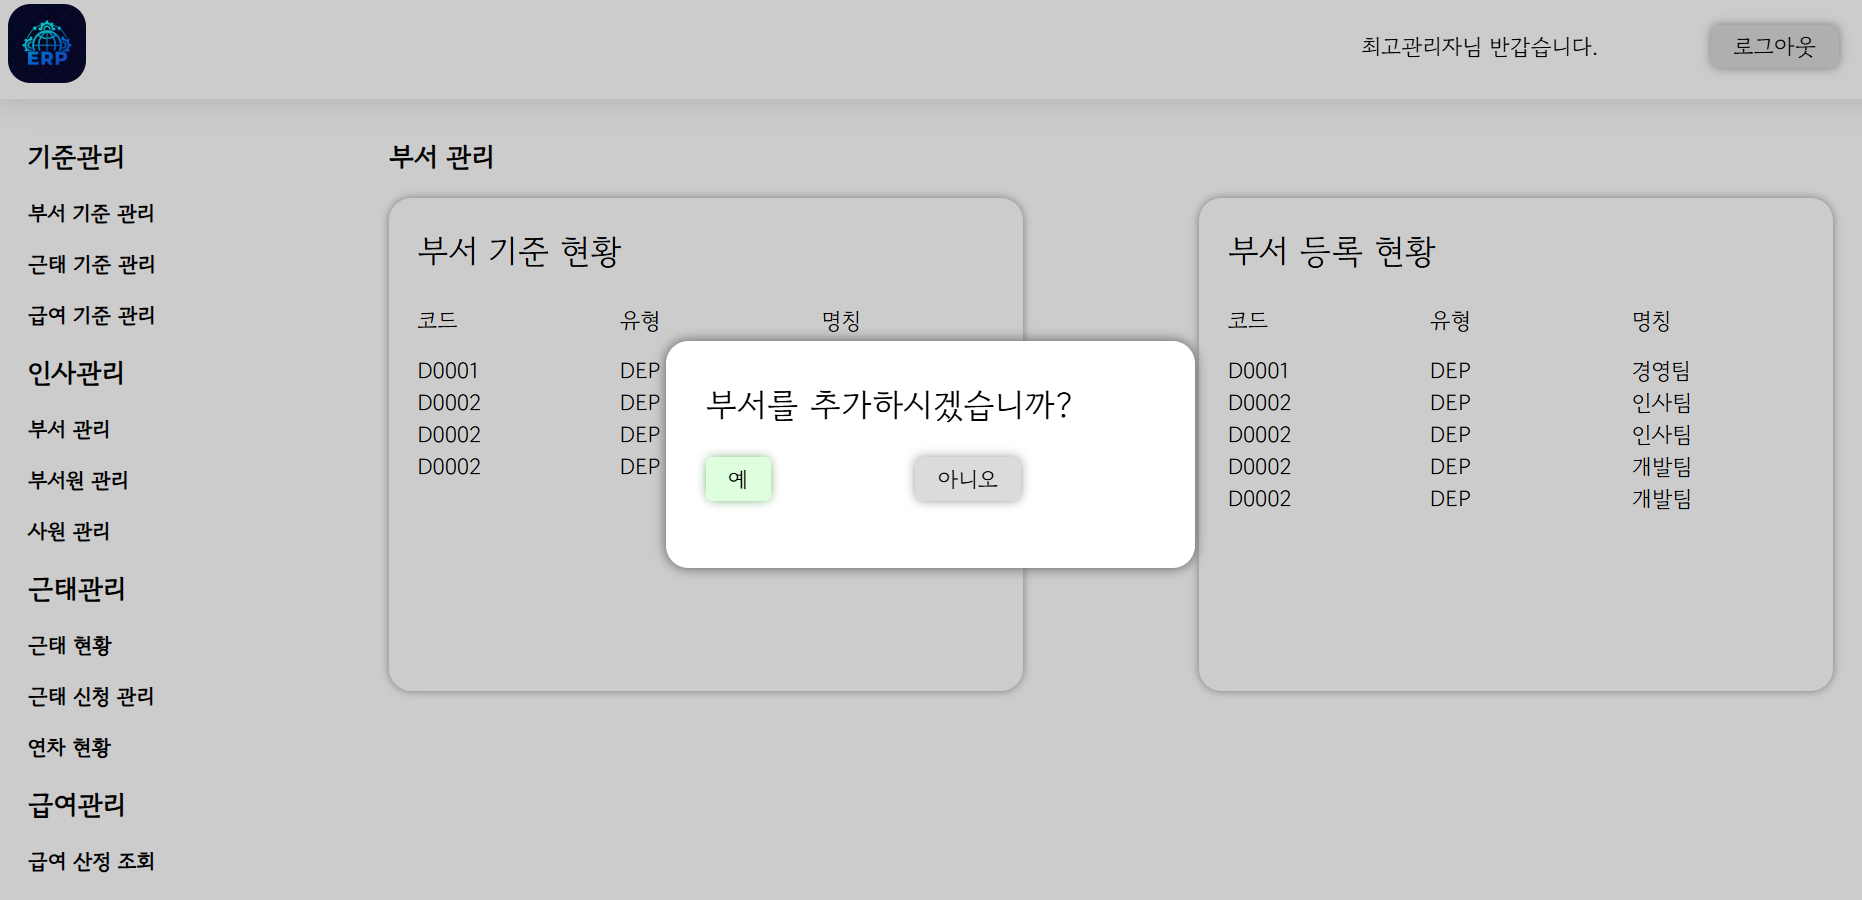 ERP
최고관리자님 반갑습니다.
로그아웃
기준관리
부서 기준 관리
근태 기준 관리
급여 기준 관리
인사관리
부서 관리
부서원 관리
사원 관리
근태관리
근태 현황
근태 신청 관리
연차 현황
급여관리
급여 산정 조회
부서 관리
부서 기준 현황
코드 유형 명칭
D0001 DEP
D0002 DEP
D0002 DEP
D0002 DEP
부서를 추가하시겠습니까?
예 아니오
부서 등록 현황
코드 유형 명칭
D0001 DEP 경영팀
D0002 DEP 인사팀
D0002 DEP 인사팀
D0002 DEP 개발팀
D0002 DEP 개발팀